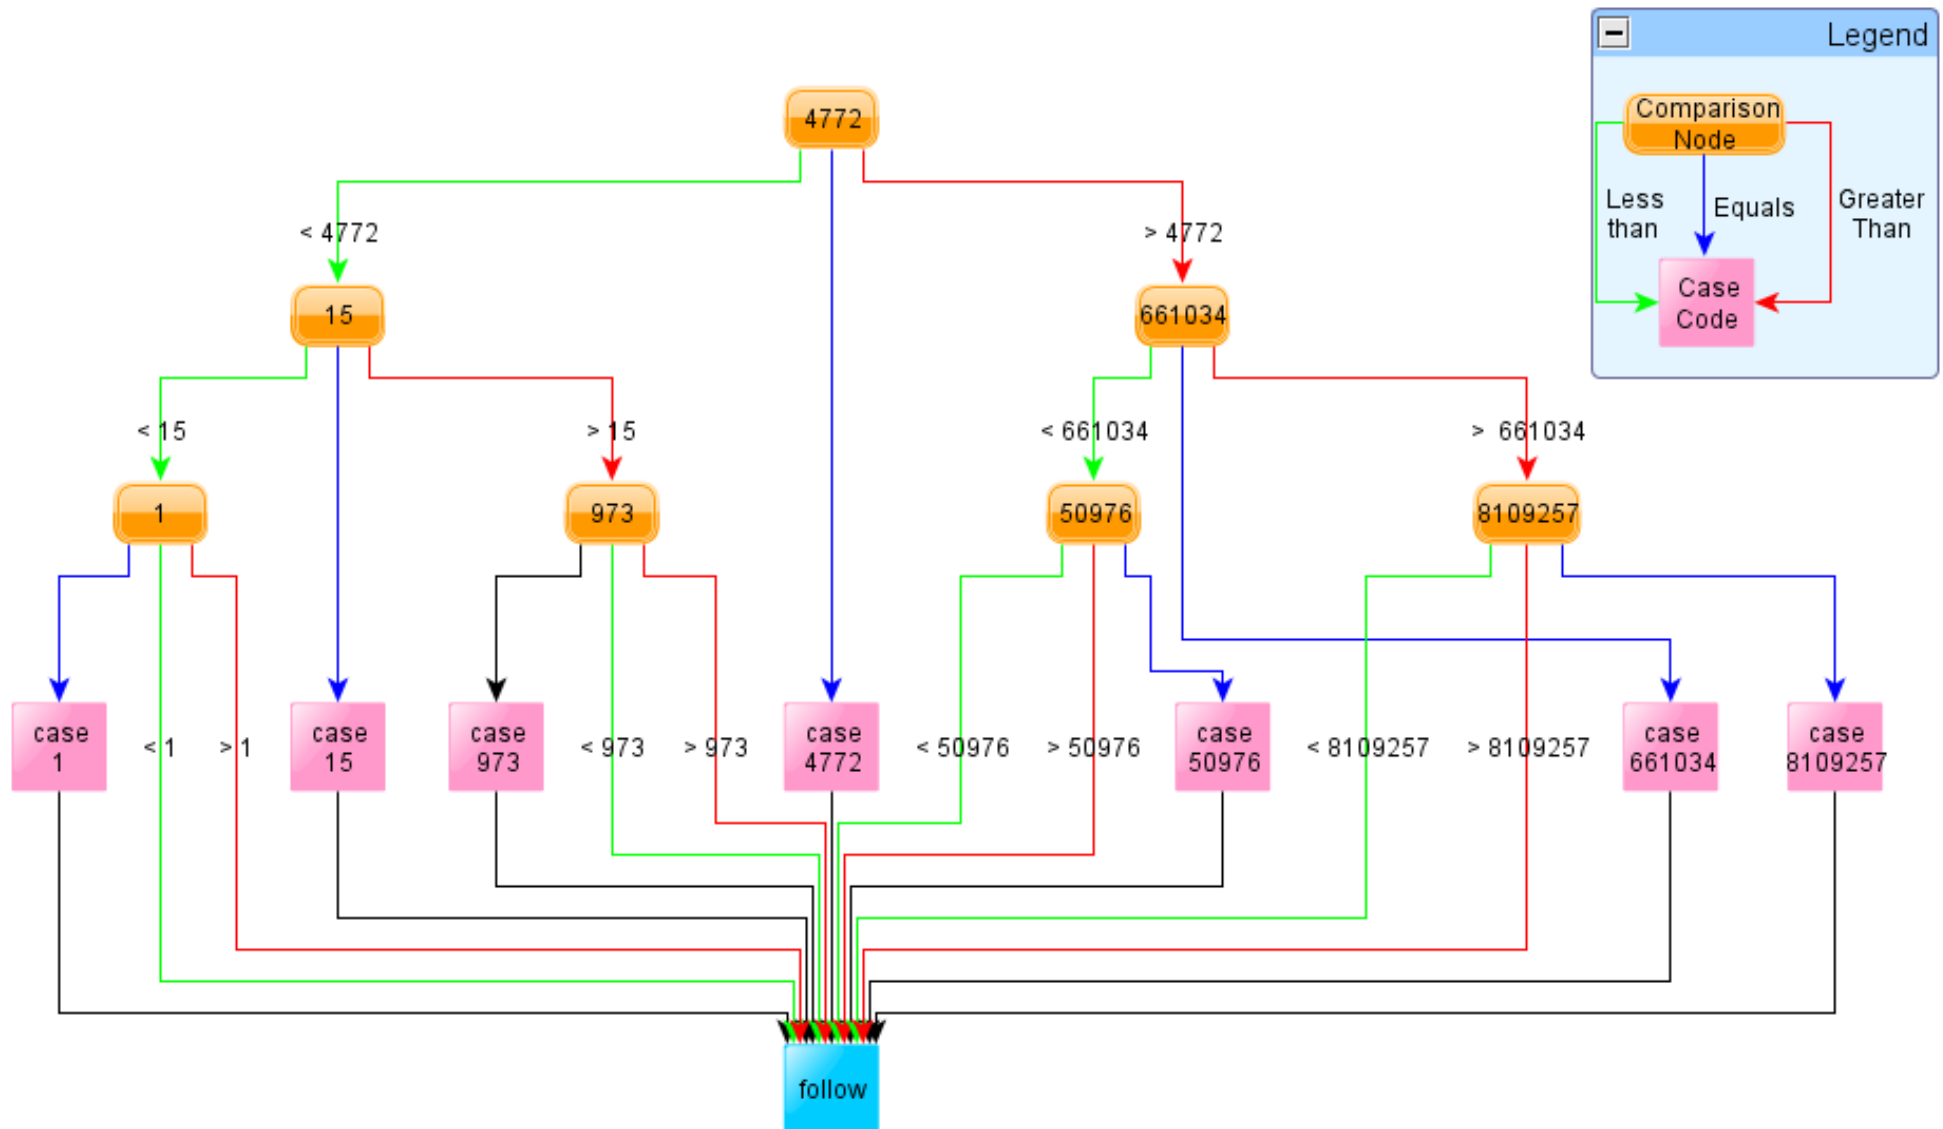 Legend
Comparison
Node
Less
than
Equals
Greater
Than
Case
Code
4772
< 4772
> 4772
15
661034
< 15
> 15
< 661034
> 661034
1
973
50976
8109257
case
1
< 1
> 1
case
15
case
973
< 973
> 973
case
4772
< 50976
> 50976
case
50976
< 8109257
> 8109257
case
661034
case
8109257
follow